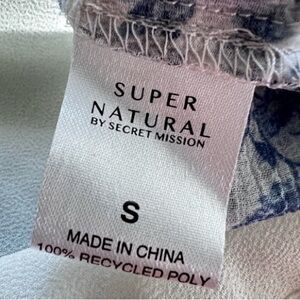 SUPER
NATURAL
BY SECRET MISSION
S
MADE IN CHINA
100% RECYCLED POLY